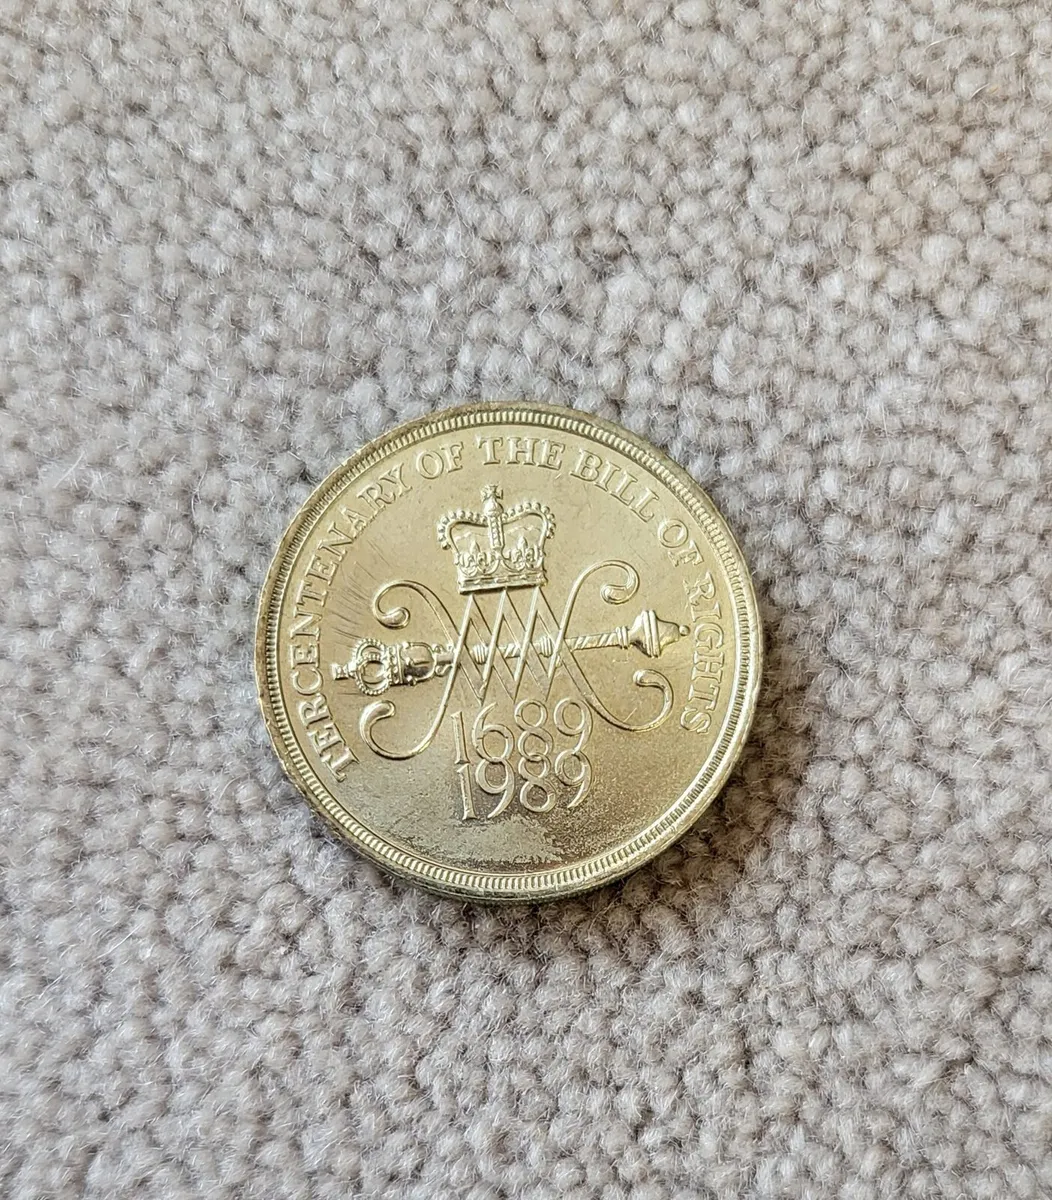 TERCENTENARY OF THE BILL OF RIGHTS
1689
1989